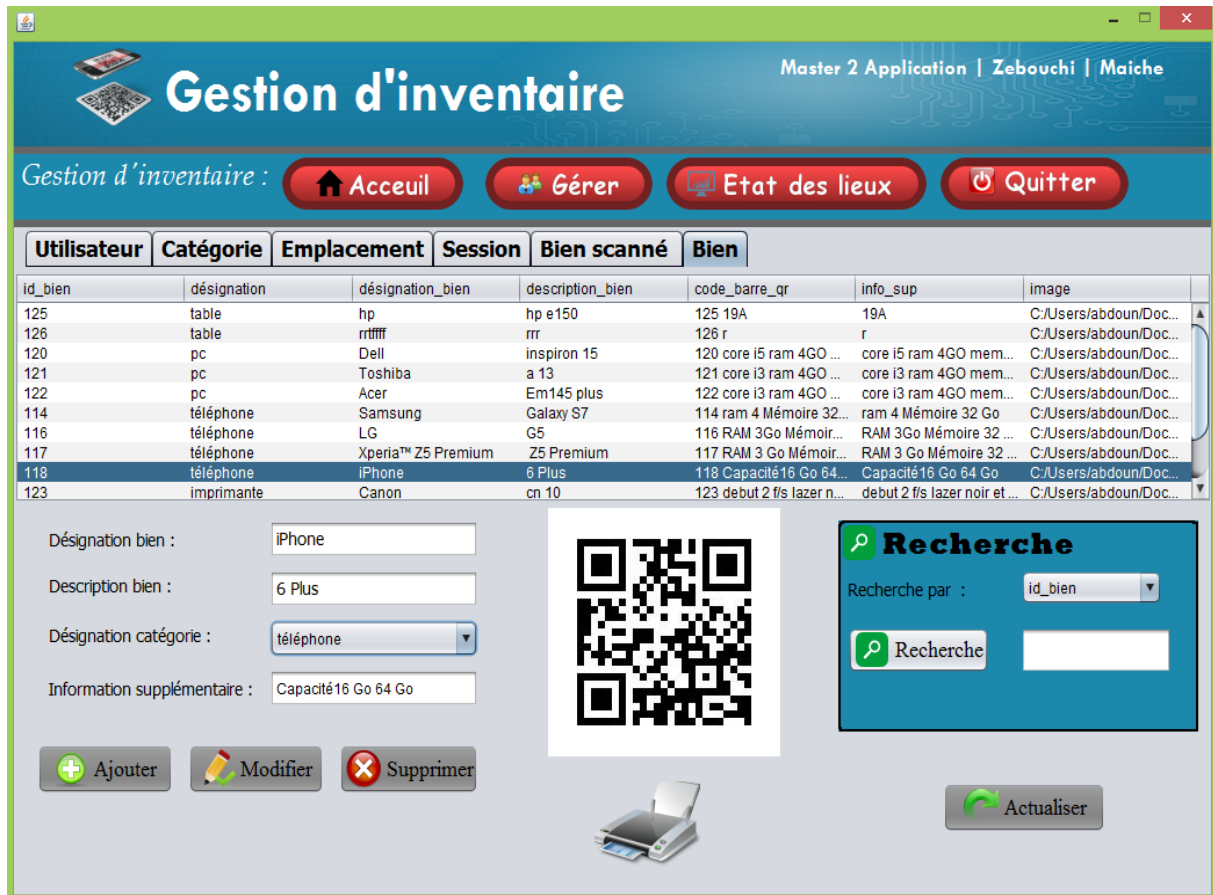 Master 2 Application | Zebouchi | Maiche
Gestion d'inventaire
Gestion d'inventaire :
Acceuil
Gérer
Etat des lieux
Quitter
Utilisateur Catégorie Emplacement Session Bien scanné Bien
id_bien désignation désignation_bien description_bien code_barre_qr info_sup image
125 table hp hp e150 125 19A 19A C:/Users/abdoun/Doc...
126 table rrtffff rrr 126 r r C:/Users/abdoun/Doc...
120 pc Dell inspiron 15 120 core i5 ram 4GO ... core i5 ram 4GO mem... C:/Users/abdoun/Doc...
121 pc Toshiba a 13 121 core i3 ram 4GO ... core i3 ram 4GO mem... C:/Users/abdoun/Doc...
122 pc Acer Em145 plus 122 core i3 ram 4GO ... core i3 ram 4GO mem... C:/Users/abdoun/Doc...
114 téléphone Samsung Galaxy S7 114 ram 4 Mémoire 32... ram 4 Mémoire 32 Go C:/Users/abdoun/Doc...
116 téléphone LG G5 116 RAM 3Go Mémoir... RAM 3Go Mémoire 32 ... C:/Users/abdoun/Doc...
117 téléphone Xperia™ Z5 Premium Z5 Premium 117 RAM 3 Go Mémoir... RAM 3 Go Mémoire 32 ... C:/Users/abdoun/Doc...
118 téléphone iPhone 6 Plus 118 Capacité16 Go 64... Capacité16 Go 64 Go C:/Users/abdoun/Doc...
123 imprimante Canon cn 10 123 debut 2 f/s lazer n... debut 2 f/s lazer noir et ... C:/Users/abdoun/Doc...
Désignation bien : iPhone
Description bien : 6 Plus
Désignation catégorie : téléphone
Information supplémentaire : Capacité16 Go 64 Go
Ajouter
Modifier
Supprimer
Recherche
Recherche par : id_bien
Recherche
Actualiser